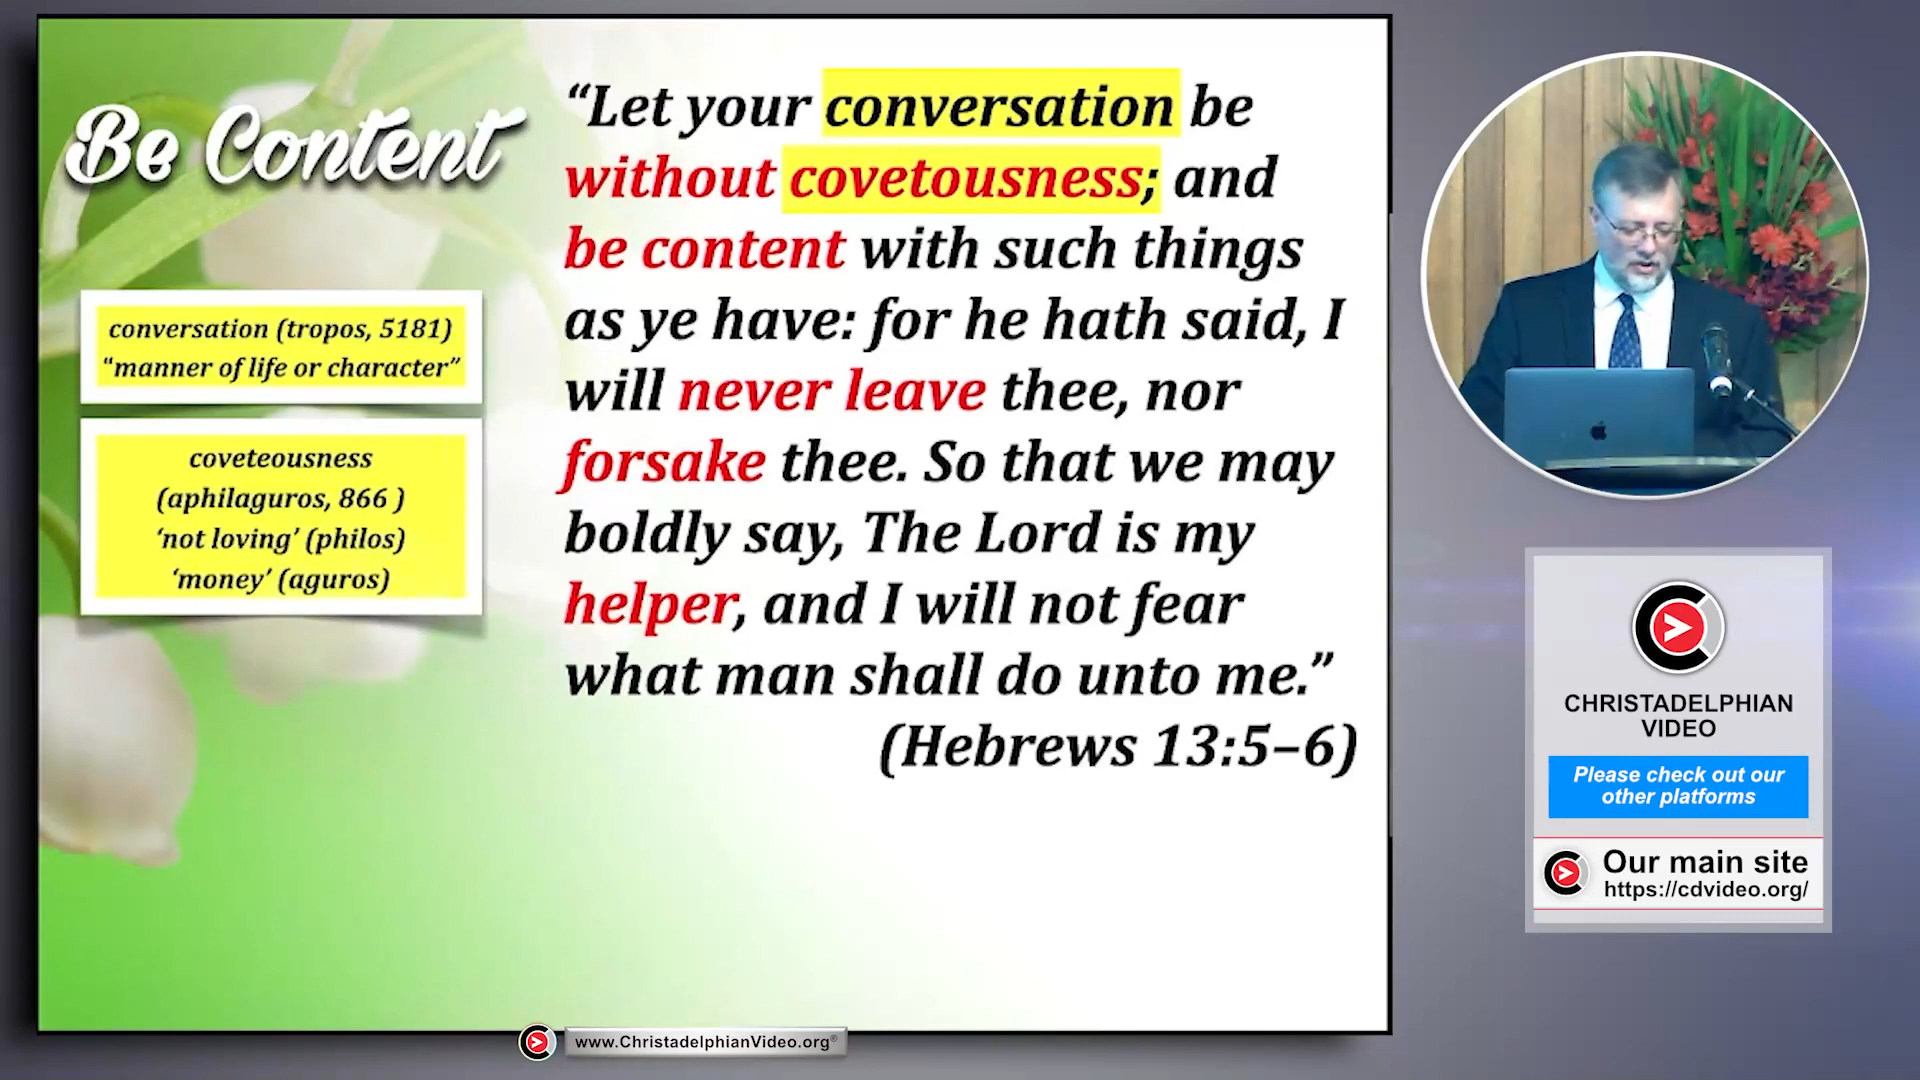 Be Content
conversation (tropos, 5181)
“manner of life or character”
coveteousness
(aphilaguros, 866 )
‘not loving’ (philos)
‘money’ (aguros)
“Let your conversation be
without covetousness; and
be content with such things
as ye have: for he hath said, I
will never leave thee, nor
forsake thee. So that we may
boldly say, The Lord is my
helper, and I will not fear
what man shall do unto me.”
(Hebrews 13:5–6)
CHRISTADELPHIAN
VIDEO
Please check out our
other platforms
Our main site
https://cdvideo.org/
www.ChristadelphianVideo.org®